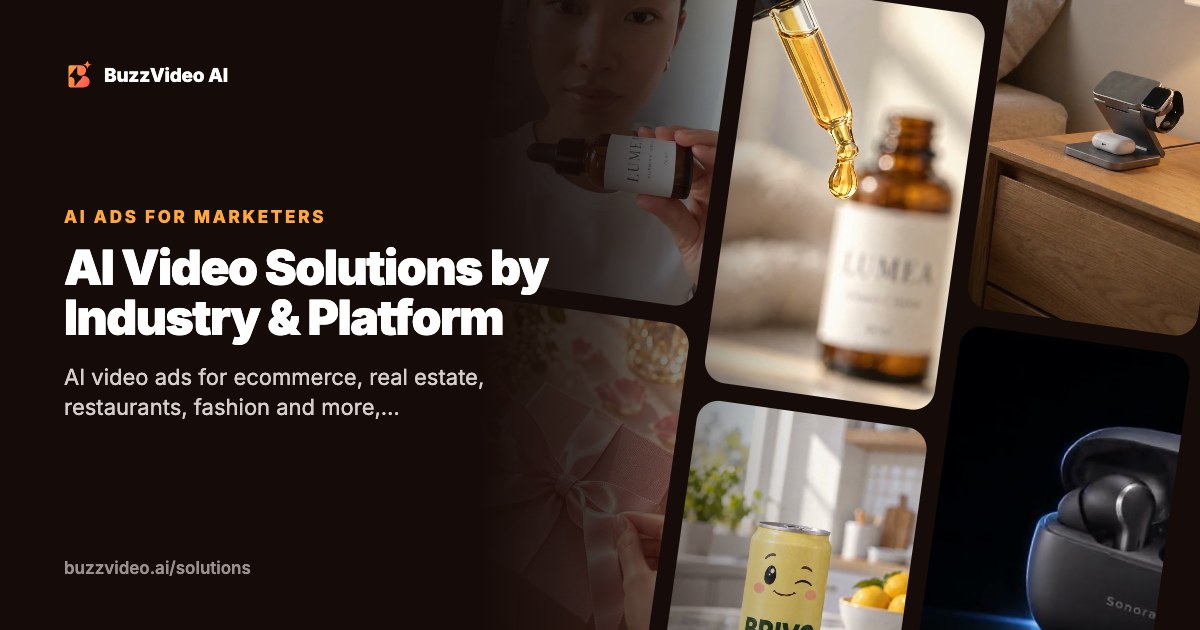 BuzzVideo AI
AI ADS FOR MARKETERS
AI Video Solutions by
Industry & Platform
AI video ads for ecommerce, real estate,
restaurants, fashion and more,...
buzzvideo.ai/solutions
LUMEA
Sonora